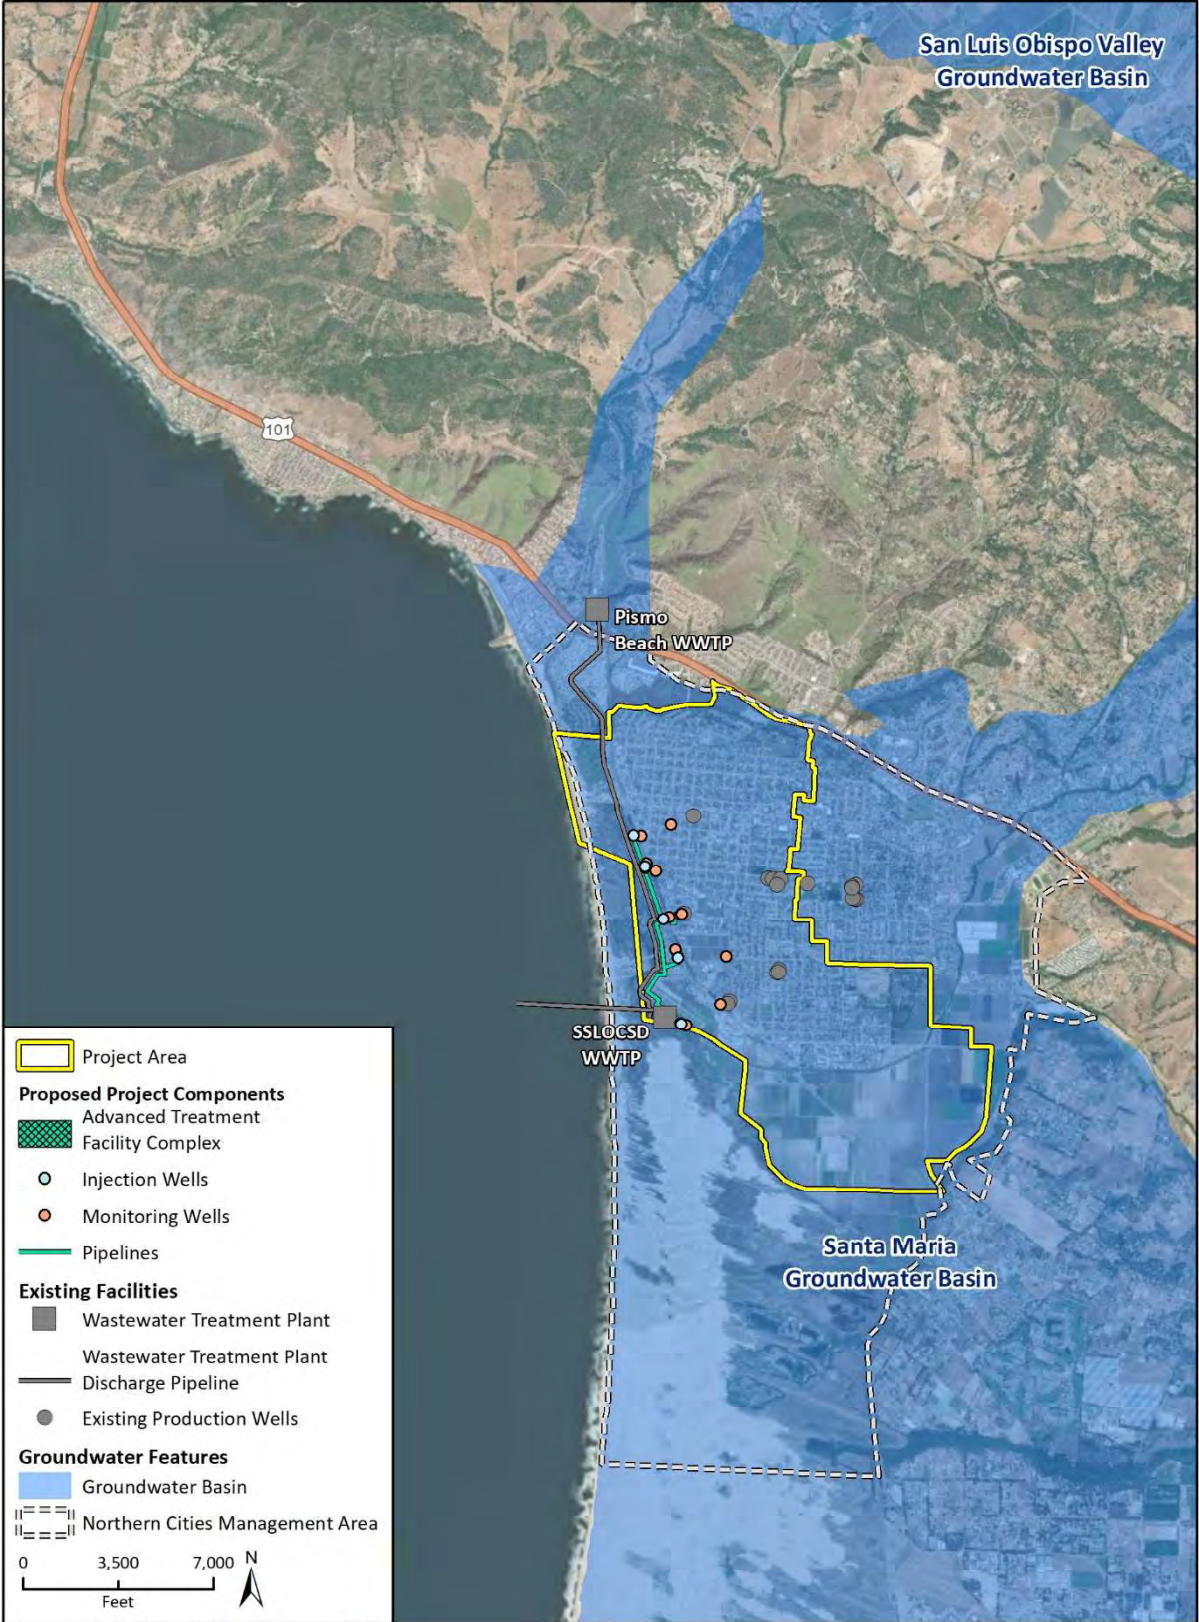 San Luis Obispo Valley
Groundwater Basin
101
Pismo
Beach WWTP
SSLOCSD
WWTP
Santa Maria
Groundwater Basin
Project Area
Proposed Project Components
Advanced Treatment
Facility Complex
Injection Wells
Monitoring Wells
Pipelines
Existing Facilities
Wastewater Treatment Plant
Wastewater Treatment Plant
Discharge Pipeline
Existing Production Wells
Groundwater Features
Groundwater Basin
Northern Cities Management Area
0 3,500 7,000 N
Feet